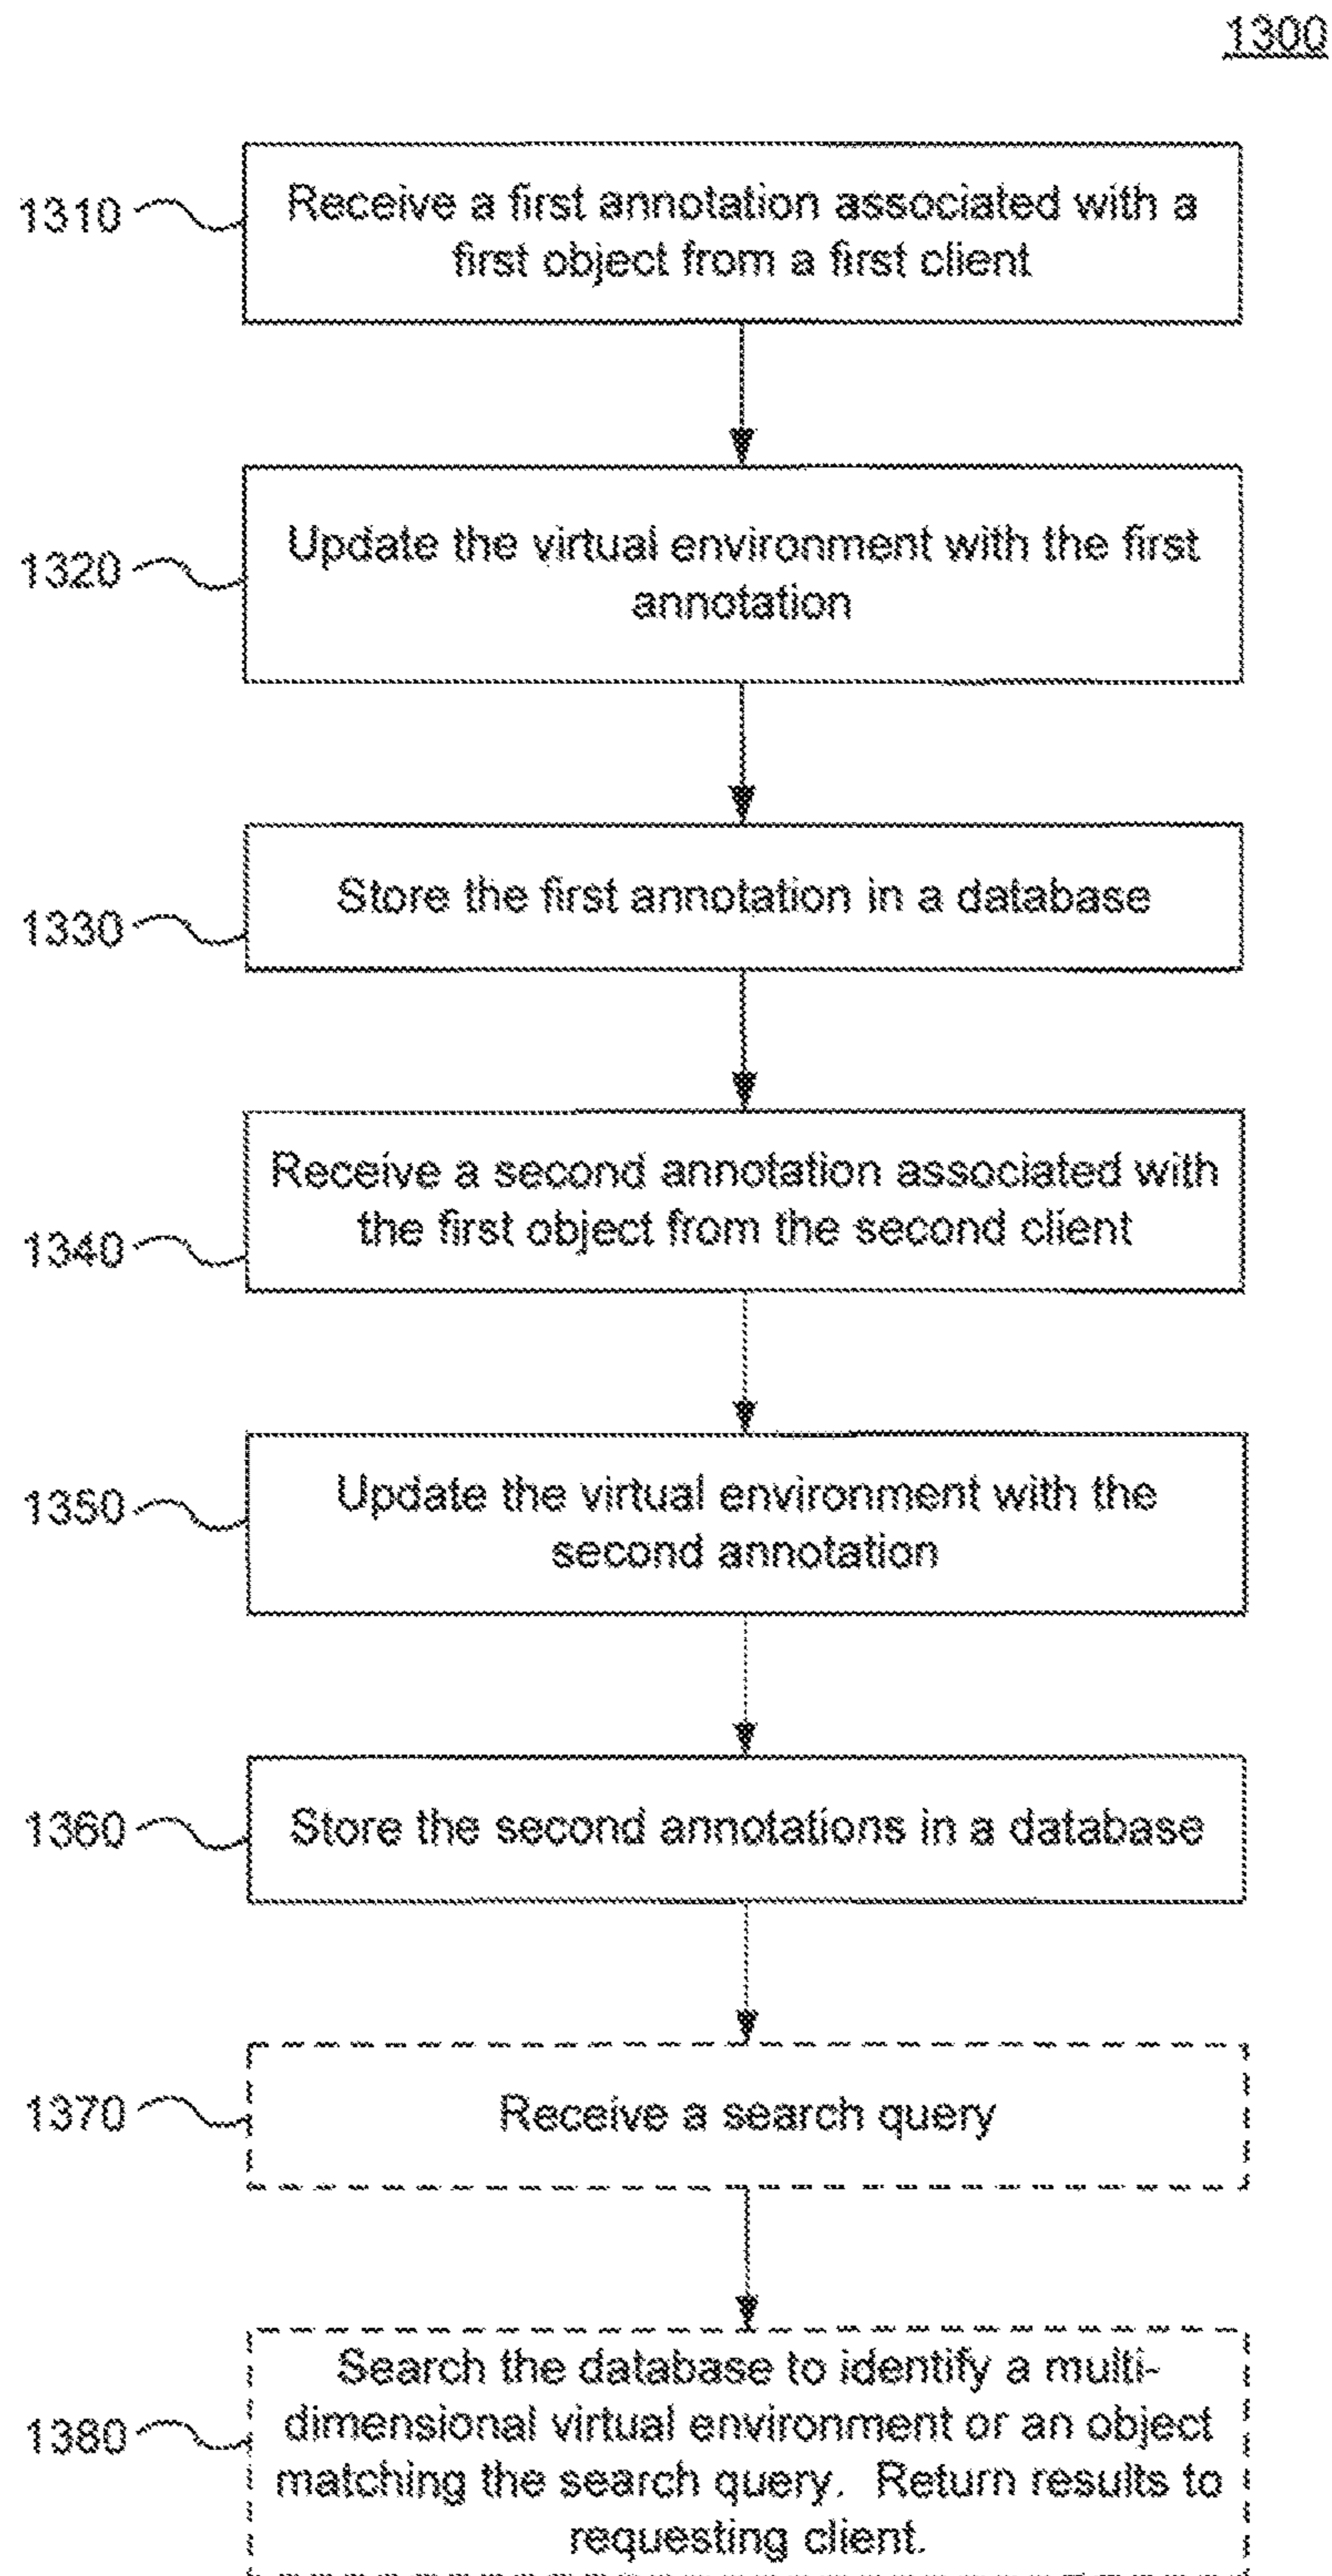 1300
1310
Receive a first annotation associated with a
first object from a first client
1320
Update the virtual environment with the first
annotation
1330
Store the first annotation in a database
1340
Receive a second annotation associated with
the first object from the second client
1350
Update the virtual environment with the
second annotation
1360
Store the second annotations in a database
1370
Receive a search query
1380
Search the database to identify a multi-
dimensional virtual environment or an object
matching the search query.  Return results to
requesting client.